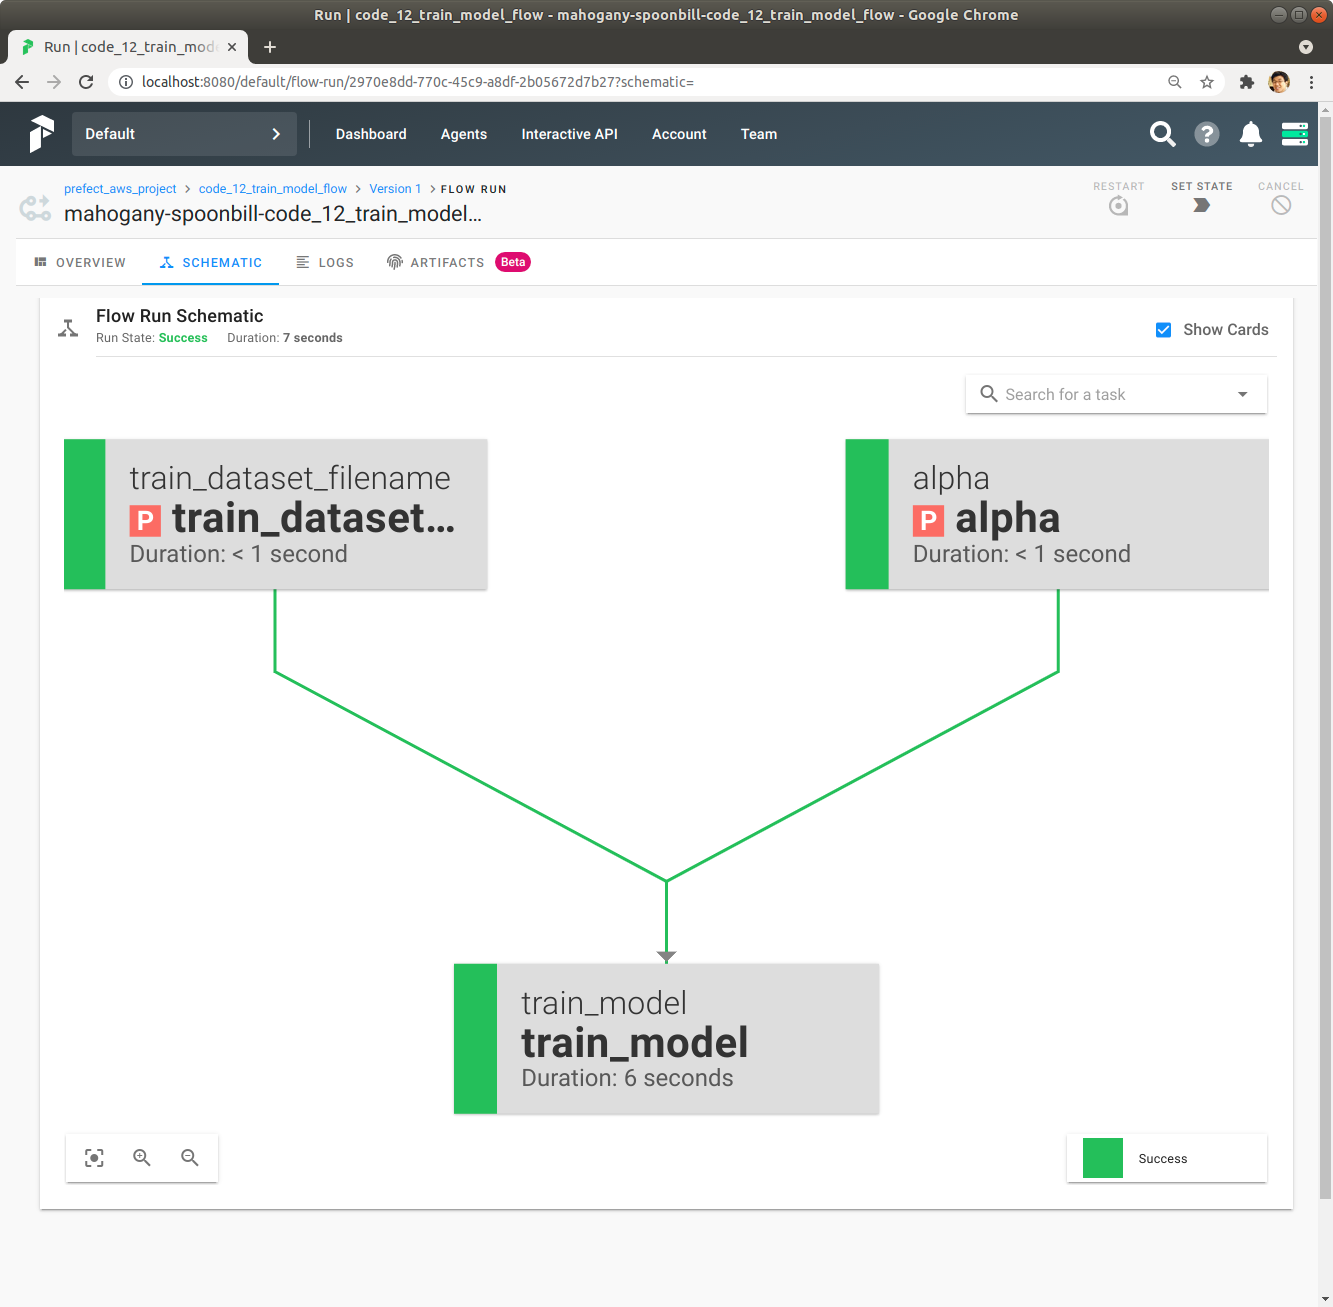 Run | code_12_train_model_flow - mahogany-spoonbill-code_12_train_model_flow - Google Chrome
Run | code_12_train_mod
localhost:8080/default/flow-run/2970e8dd-770c-45c9-a8df-2b05672d7b27?schematic=
Default
Dashboard
Agents
Interactive API
Account
Team
prefect_aws_project > code_12_train_model_flow > Version 1 > FLOW RUN
mahogany-spoonbill-code_12_train_model...
RESTART
SET STATE
CANCEL
OVERVIEW
SCHEMATIC
LOGS
ARTIFACTS
Beta
Flow Run Schematic
Run State: Success Duration: 7 seconds
Show Cards
Search for a task
train_dataset_filename
P train_dataset...
Duration: < 1 second
alpha
P alpha
Duration: < 1 second
train_model
train_model
Duration: 6 seconds
Success